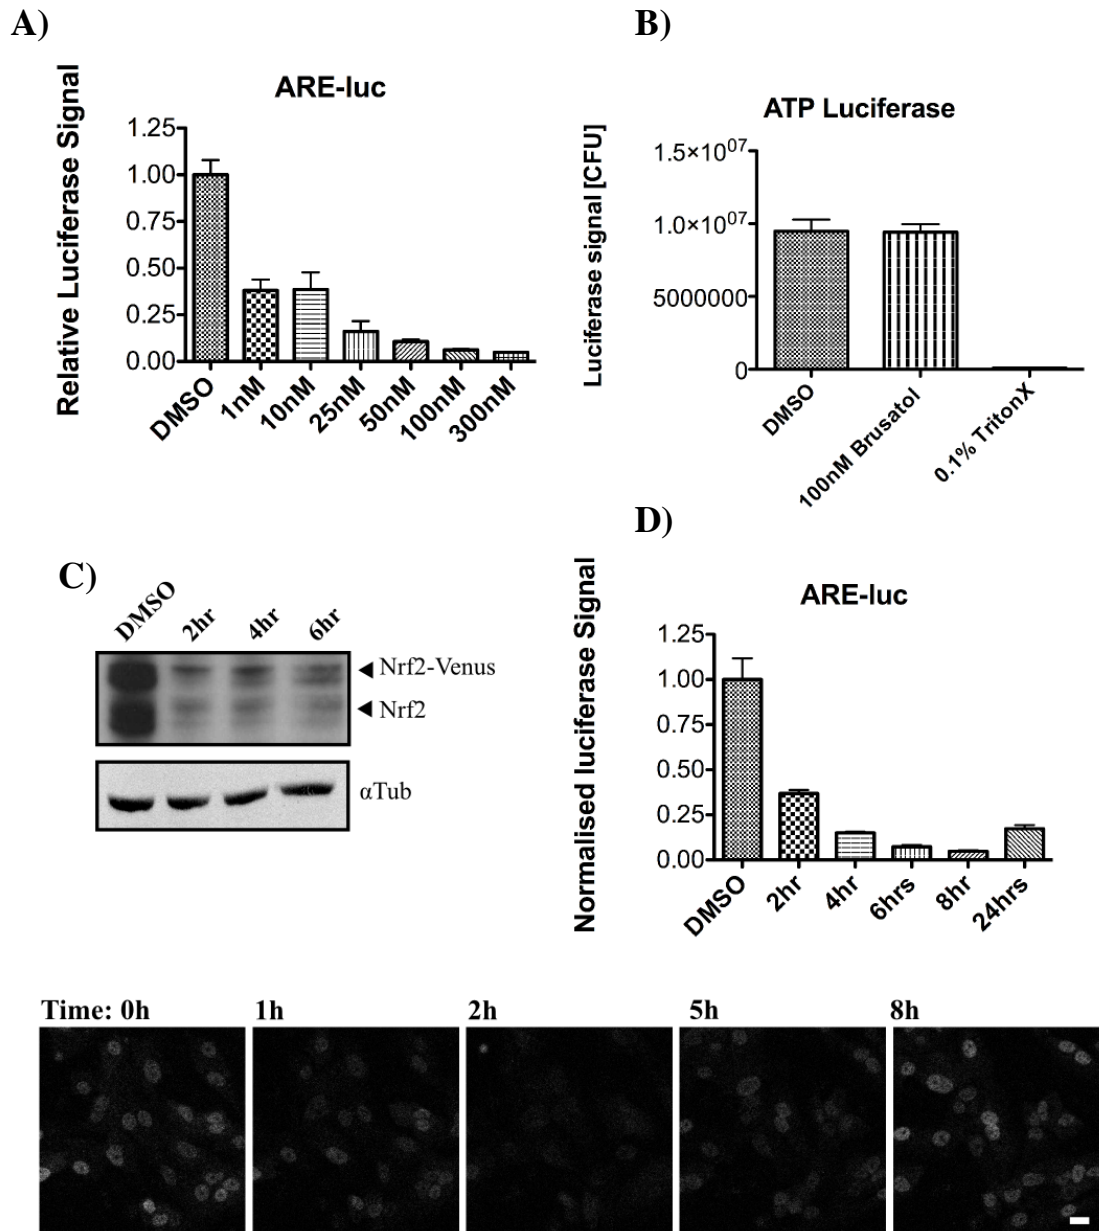 A)
ARE-luc
Relative Luciferase Signal
1.25
1.00
0.75
0.50
0.25
0.00
DMSO
1nM
10nM
25nM
50nM
100nM
300nM
B)
ATP Luciferase
Luciferase signal [CFU]
1.5×10⁰⁷
1.0×10⁰⁷
5000000
0
DMSO
100nM Brusatol
0.1% TritonX
C)
DMSO
2hr
4hr
6hr
Nrf2-Venus
Nrf2
αTub
D)
ARE-luc
Normalised luciferase Signal
1.25
1.00
0.75
0.50
0.25
0.00
DMSO
2hr
4hr
6hrs
8hr
24hrs
Time: 0h
1h
2h
5h
8h